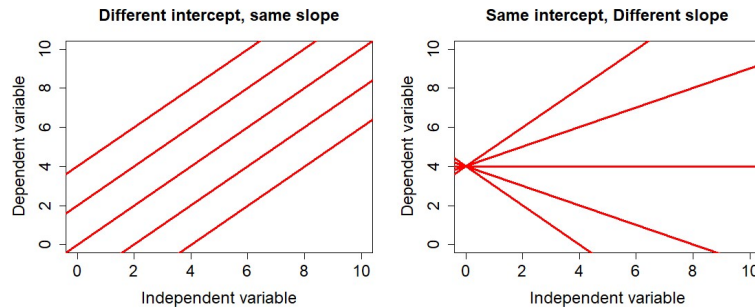 Different intercept, same slope
Dependent variable
10
8
6
4
2
0
0 2 4 6 8 10
Independent variable
Same intercept, Different slope
Dependent variable
10
8
6
4
2
0
0 2 4 6 8 10
Independent variable